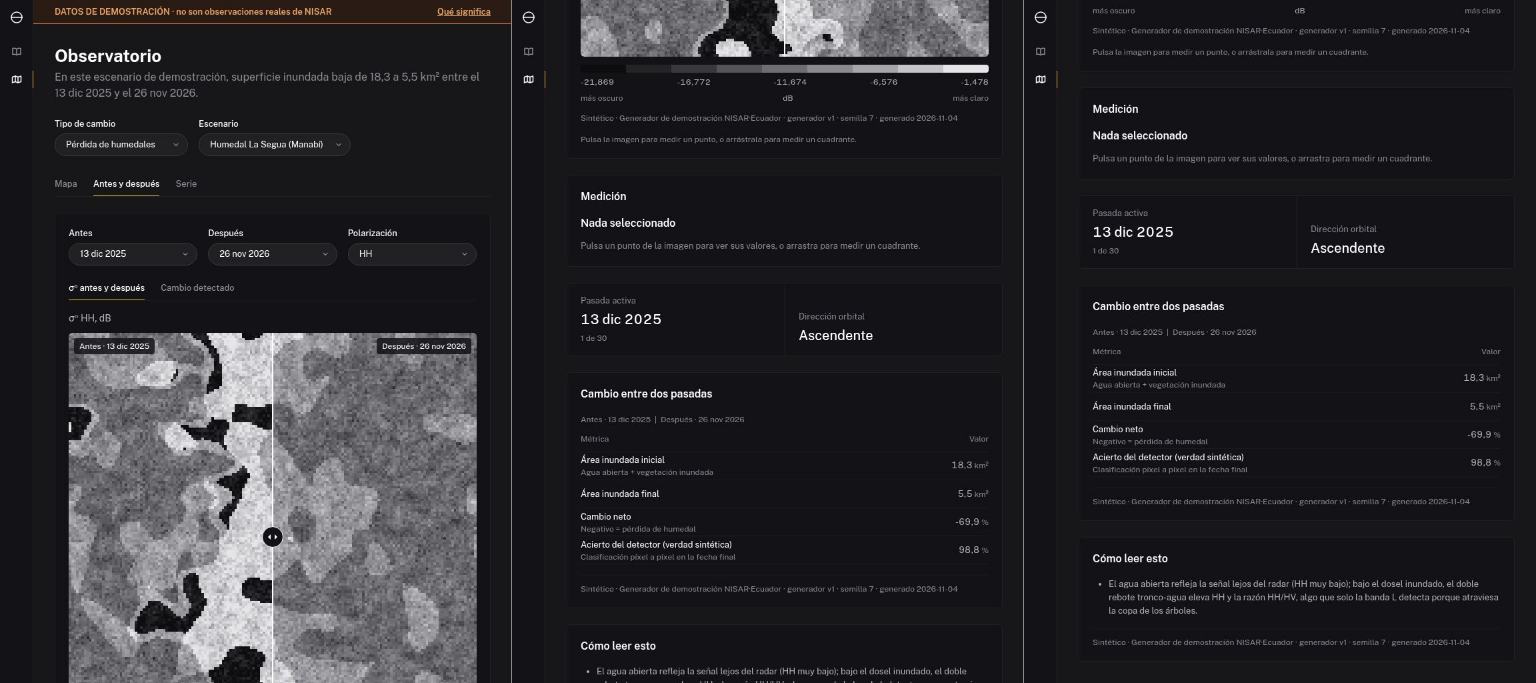 DATOS DE DEMOSTRACIÓN · no son observaciones reales de NISAR
Qué significa
Observatorio
En este escenario de demostración, superficie inundada baja de 18,3 a 5,5 km² entre el
13 dic 2025 y el 26 nov 2026.
Tipo de cambio
Escenario
Pérdida de humedales
Humedal La Segua (Manabí)
Mapa
Antes y después
Serie
Antes
Después
Polarización
13 dic 2025
26 nov 2026
HH
σ° antes y después
Cambio detectado
σ° HH, dB
Antes · 13 dic 2025
Después · 26 nov 2026
-21,869
-16,772
-11,674
-6,576
-1,478
más oscuro
dB
más claro
Sintético · Generador de demostración NISAR-Ecuador · generador v1 · semilla 7 · generado 2026-11-04
Pulsa la imagen para medir un punto, o arrástrala para medir un cuadrante.
Medición
Nada seleccionado
Pulsa un punto de la imagen para ver sus valores, o arrastra para medir un cuadrante.
Pasada activa
13 dic 2025
1 de 30
Dirección orbital
Ascendente
Cambio entre dos pasadas
Antes · 13 dic 2025 | Después · 26 nov 2026
Métrica
Valor
Área inundada inicial
Agua abierta + vegetación inundada
18,3 km²
Área inundada final
5,5 km²
Cambio neto
Negativo = pérdida de humedal
-69,9 %
Acierto del detector (verdad sintética)
Clasificación píxel a píxel en la fecha final
98,8 %
Sintético · Generador de demostración NISAR-Ecuador · generador v1 · semilla 7 · generado 2026-11-04
Cómo leer esto
• El agua abierta refleja la señal lejos del radar (HH muy bajo); bajo el dosel inundado, el doble
más oscuro
dB
más claro
Sintético · Generador de demostración NISAR-Ecuador · generador v1 · semilla 7 · generado 2026-11-04
Pulsa la imagen para medir un punto, o arrástrala para medir un cuadrante.
Medición
Nada seleccionado
Pulsa un punto de la imagen para ver sus valores, o arrastra para medir un cuadrante.
Pasada activa
13 dic 2025
1 de 30
Dirección orbital
Ascendente
Cambio entre dos pasadas
Antes · 13 dic 2025 | Después · 26 nov 2026
Métrica
Valor
Área inundada inicial
Agua abierta + vegetación inundada
18,3 km²
Área inundada final
5,5 km²
Cambio neto
Negativo = pérdida de humedal
-69,9 %
Acierto del detector (verdad sintética)
Clasificación píxel a píxel en la fecha final
98,8 %
Sintético · Generador de demostración NISAR-Ecuador · generador v1 · semilla 7 · generado 2026-11-04
Cómo leer esto
• El agua abierta refleja la señal lejos del radar (HH muy bajo); bajo el dosel inundado, el doble
rebote tronco-agua eleva HH y la razón HH/HV, algo que solo la banda L detecta porque atraviesa
la copa de los árboles.
Sintético · Generador de demostración NISAR-Ecuador · generador v1 · semilla 7 · generado 2026-11-04